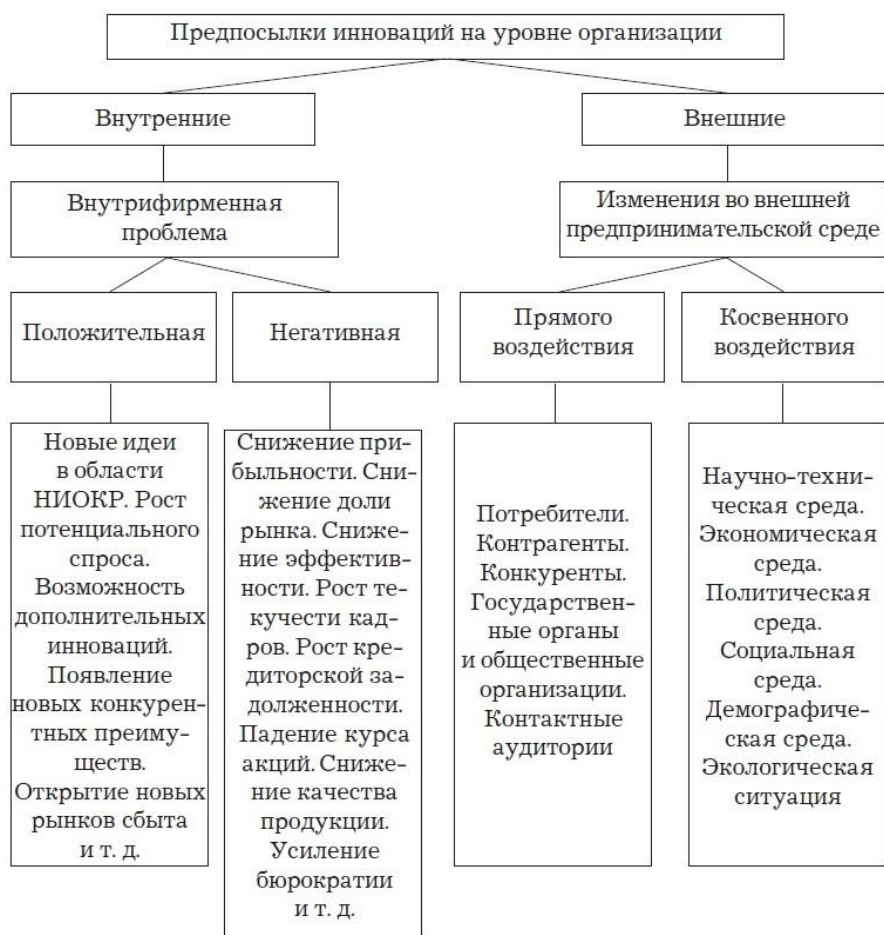 Предпосылки инноваций на уровне организации
Внутренние
Внешние
Внутрифирменная
проблема
Изменения во внешней
предпринимательской среде
Положительная
Негативная
Прямого
воздействия
Косвенного
воздействия
Новые идеи
в области
НИОКР. Рост
потенциального
спроса.
Возможность
дополнительных
инноваций.
Появление
новых конкурен-
тных преиму-
ществ.
Открытие новых
рынков сбыта
и т. д.
Снижение при-
быльности. Сни-
жение доли
рынка. Сниже-
ние эффектив-
ности. Рост те-
кучести кад-
ров. Рост кре-
диторской за-
долженности.
Падение курса
акций. Сниже-
ние качества
продукции.
Усиление
бюрократии
и т. д.
Потребители.
Контрагенты.
Конкуренты.
Государствен-
ные органы
и общественные
организации.
Контактные
аудитории
Научно-техни-
ческая среда.
Экономическая
среда.
Политическая
среда.
Социальная
среда.
Демографиче-
ская среда.
Экологическая
ситуация